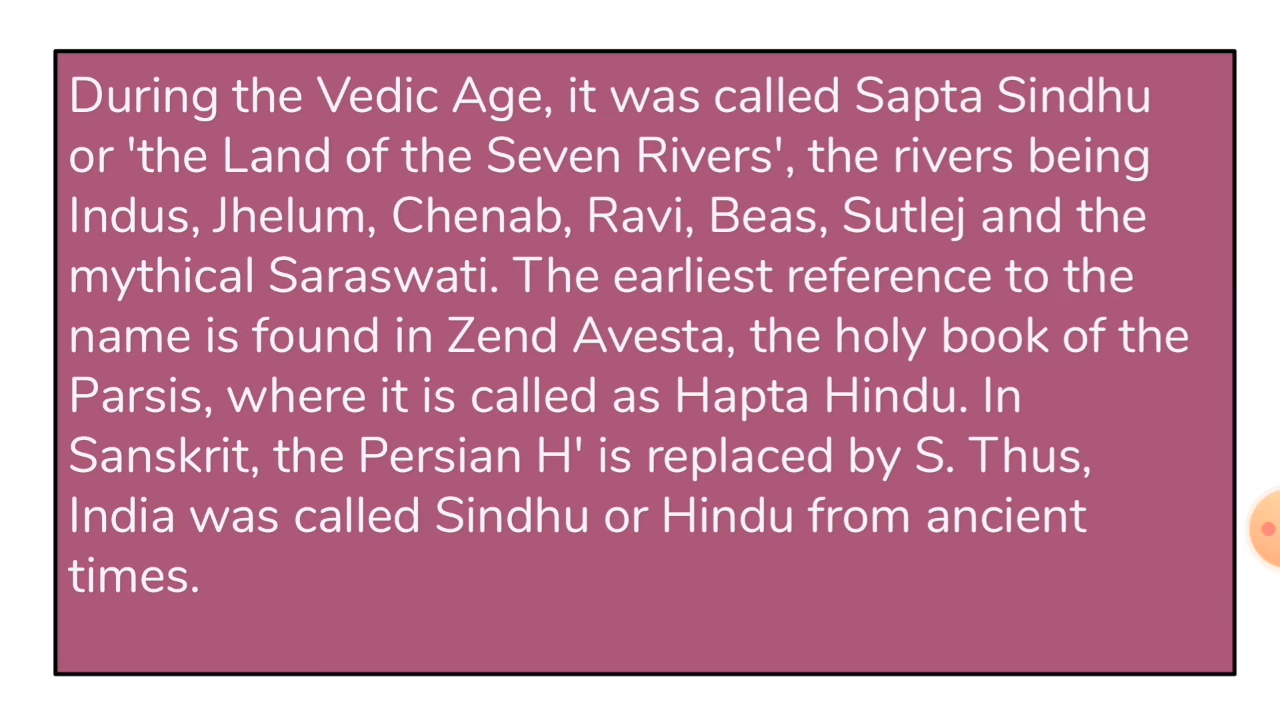 During the Vedic Age, it was called Sapta Sindhu
or 'the Land of the Seven Rivers', the rivers being
Indus, Jhelum, Chenab, Ravi, Beas, Sutlej and the
mythical Saraswati. The earliest reference to the
name is found in Zend Avesta, the holy book of the
Parsis, where it is called as Hapta Hindu. In
Sanskrit, the Persian H' is replaced by S. Thus,
India was called Sindhu or Hindu from ancient
times.